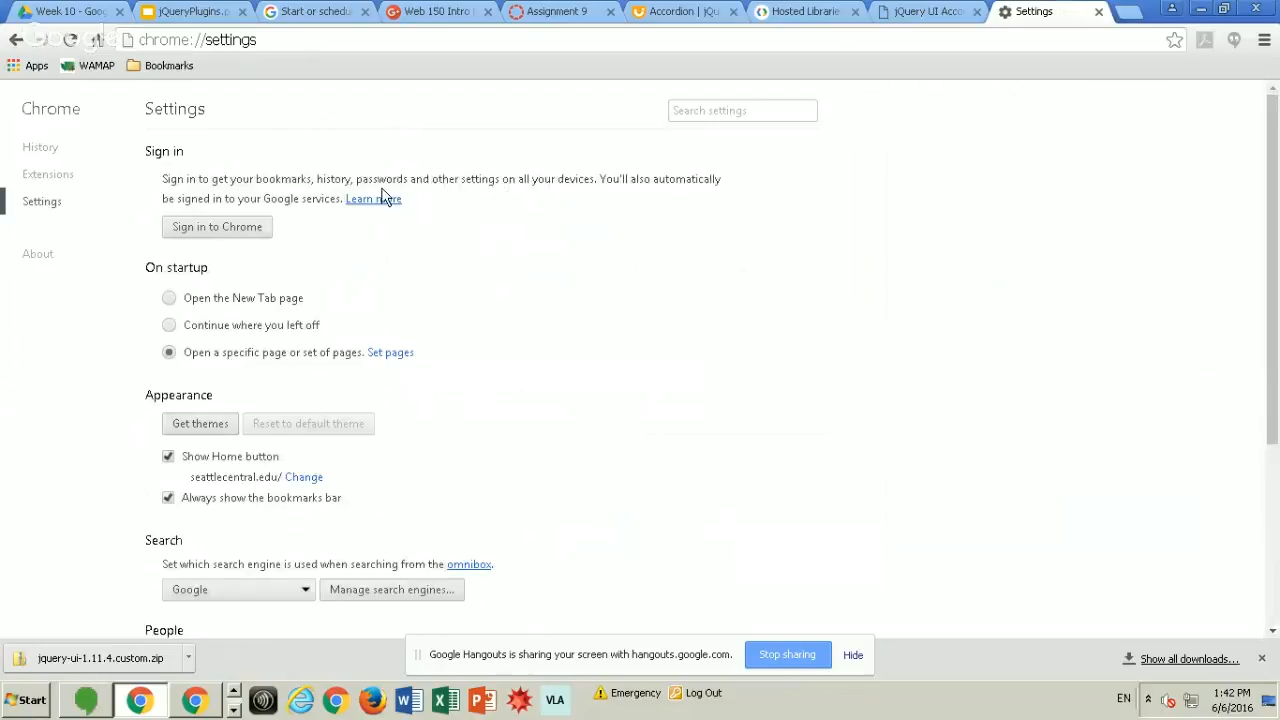 Week 10 - Goog
jQueryPlugins.p
Start or schedu
Web 150 Intro
Assignment 9
Accordion | jQu
Hosted Librarie
jQuery UI Acco
Settings
chrome://settings
Apps
WAMAP
Bookmarks
Chrome
Settings
Search settings
History
Extensions
Settings
About
Sign in
Sign in to get your bookmarks, history, passwords and other settings on all your devices. You'll also automatically
be signed in to your Google services. Learn more
Sign in to Chrome
On startup
Open the New Tab page
Continue where you left off
Open a specific page or set of pages. Set pages
Appearance
Get themes
Reset to default theme
Show Home button
seattlecentral.edu/ Change
Always show the bookmarks bar
Search
Set which search engine is used when searching from the omnibox.
Google
Manage search engines...
People
jquery-ui-1.11.4.custom.zip
Google Hangouts is sharing your screen with hangouts.google.com.
Stop sharing
Hide
Show all downloads...
Start
VLA
Emergency
Log Out
EN
1:42 PM
6/6/2016